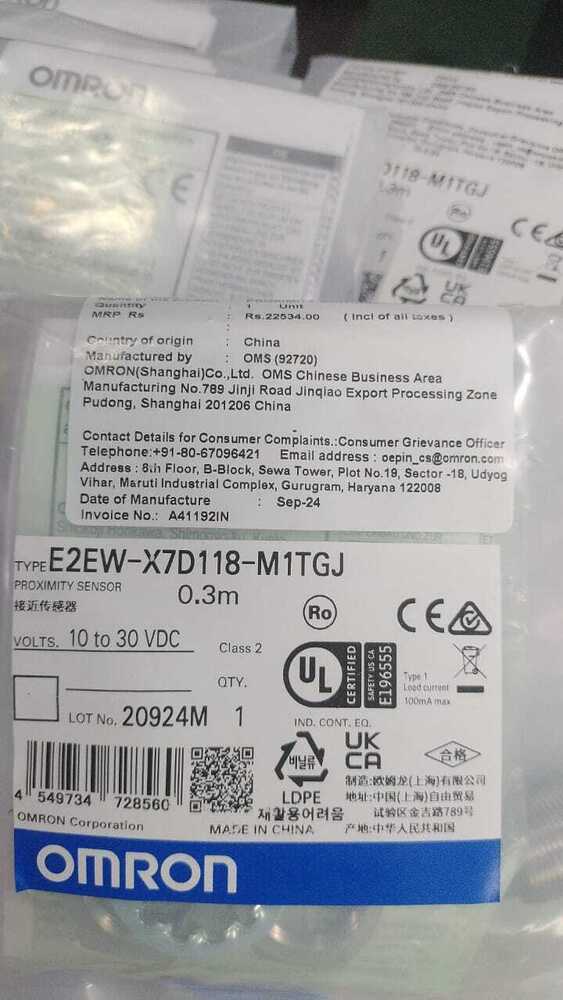 OMRON
CE
D118-M1TGJ
0.3m
Ro
UL
CE
UK
CA
Quantity : 1 Unit
MRP Rs : Rs.22534.00 ( Incl of all taxes )
Country of origin : China
Manufactured by : OMS (92720)
OMRON(Shanghai)Co.,Ltd. OMS Chinese Business Area
Manufacturing No.789 Jinji Road Jinqiao Export Processing Zone
Pudong, Shanghai 201206 China
Contact Details for Consumer Complaints.:Consumer Grievance Officer
Telephone:+91-80-67096421 Email address : oepin_cs@omron.com
Address : 8th Floor, B-Block, Sewa Tower, Plot No.19, Sector -18, Udyog
Vihar, Maruti Industrial Complex, Gurugram, Haryana 122008
Date of Manufacture : Sep-24
Invoice No.: A41192IN
TYPE E2EW-X7D118-M1TGJ
PROXIMITY SENSOR 0.3m
接近传感器
Ro
CE
VOLTS. 10 to 30 VDC Class 2
UL CERTIFIED SAFETY US CA E196555
Type 1
Load current
100mA max
QTY.
LOT No. 20924M 1
IND. CONT. EQ.
비닐류
LDPE
재활용어려움
UK
CA
合格
制造:欧姆龙(上海)有限公司
地址:中国(上海)自由贸易
试验区金吉路789号
产地:中华人民共和国
4 549734 728560
OMRON Corporation MADE IN CHINA
OMRON